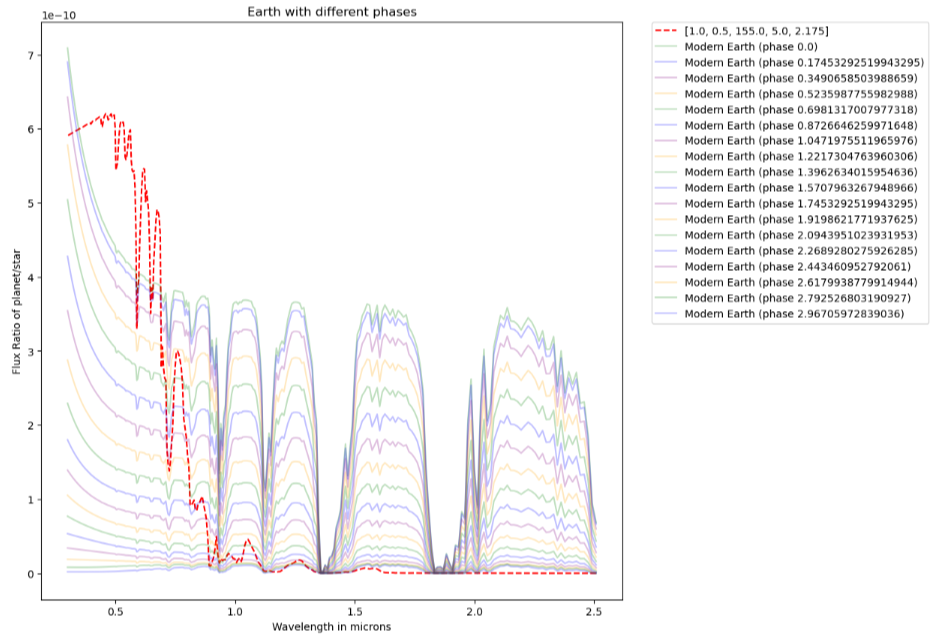 Earth with different phases
1e−10
7
6
5
4
3
2
1
0
Flux Ratio of planet/star
0.5
1.0
1.5
2.0
2.5
Wavelength in microns
[1.0, 0.5, 155.0, 5.0, 2.175]
Modern Earth (phase 0.0)
Modern Earth (phase 0.17453292519943295)
Modern Earth (phase 0.3490658503988659)
Modern Earth (phase 0.5235987755982988)
Modern Earth (phase 0.6981317007977318)
Modern Earth (phase 0.8726646259971648)
Modern Earth (phase 1.0471975511965976)
Modern Earth (phase 1.2217304763960306)
Modern Earth (phase 1.3962634015954636)
Modern Earth (phase 1.5707963267948966)
Modern Earth (phase 1.7453292519943295)
Modern Earth (phase 1.9198621771937625)
Modern Earth (phase 2.0943951023931953)
Modern Earth (phase 2.2689280275926285)
Modern Earth (phase 2.443460952792061)
Modern Earth (phase 2.6179938779914944)
Modern Earth (phase 2.792526803190927)
Modern Earth (phase 2.96705972839036)